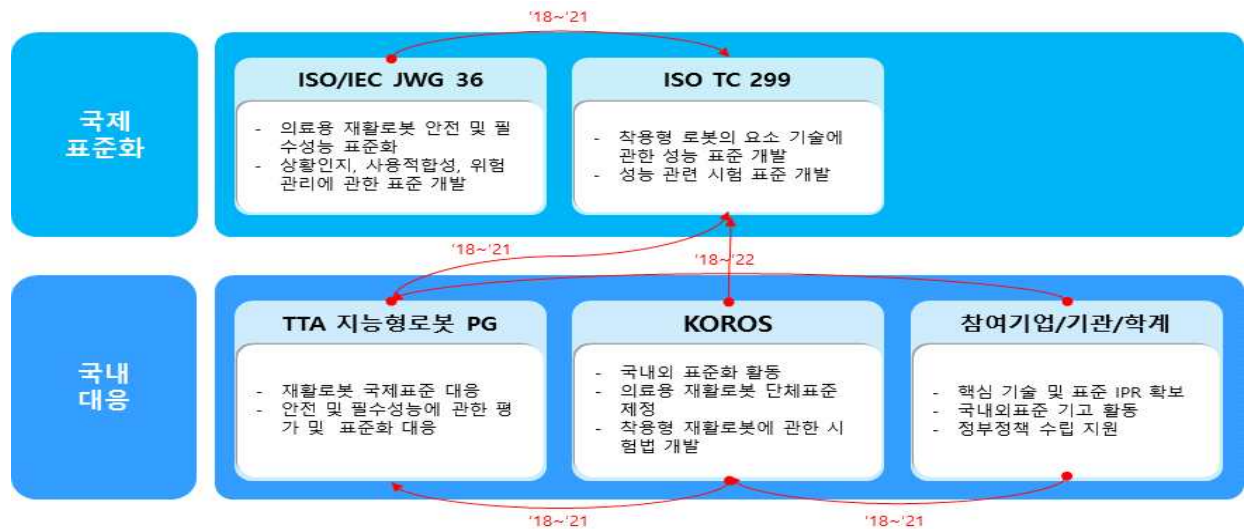 '18~'21
국제
표준화
ISO/IEC JWG 36
- 의료용 재활로봇 안전 및 필
수성능 표준화
- 상황인지, 사용적합성, 위험
관리에 관한 표준 개발
ISO TC 299
- 착용형 로봇의 요소 기술에
관한 성능 표준 개발
- 성능 관련 시험 표준 개발
'18~'21
'18~'22
국내
대응
TTA 지능형로봇 PG
- 재활로봇 국제표준 대응
- 안전 및 필수성능에 관한 평
가 및 표준화 대응
KOROS
- 국내외 표준화 활동
- 의료용 재활로봇 단체표준
제정
- 착용형 재활로봇에 관한 시
험법 개발
참여기업/기관/학계
- 핵심 기술 및 표준 IPR 확보
- 국내외표준 기고 활동
- 정부정책 수립 지원
'18~'21
'18~'21